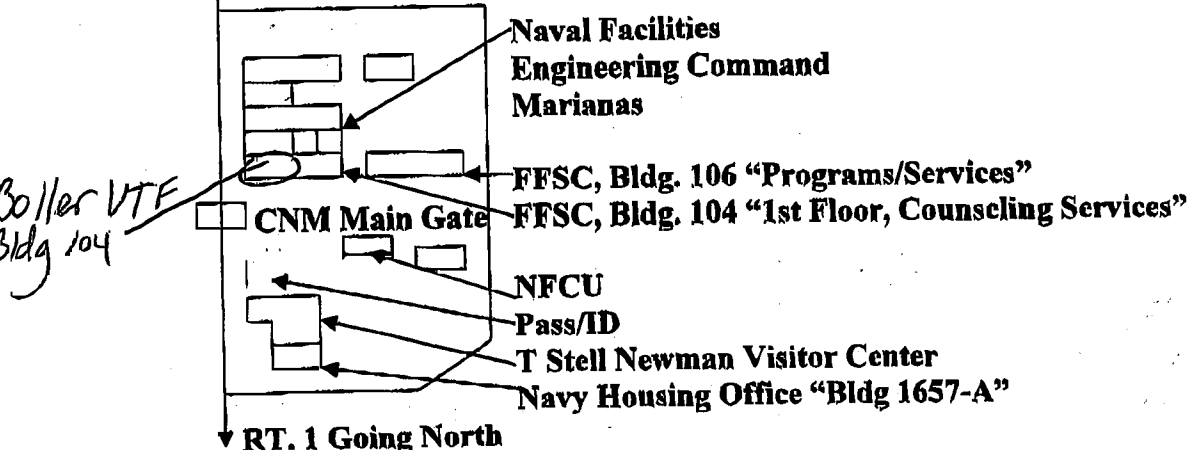 Naval Facilities
Engineering Command
Marianas
FFSC, Bldg. 106 “Programs/Services”
FFSC, Bldg. 104 “1st Floor, Counseling Services”
Boller VTF
Bldg 104
CNM Main Gate
NFCU
Pass/ID
T Stell Newman Visitor Center
Navy Housing Office “Bldg 1657-A”
RT. 1 Going North